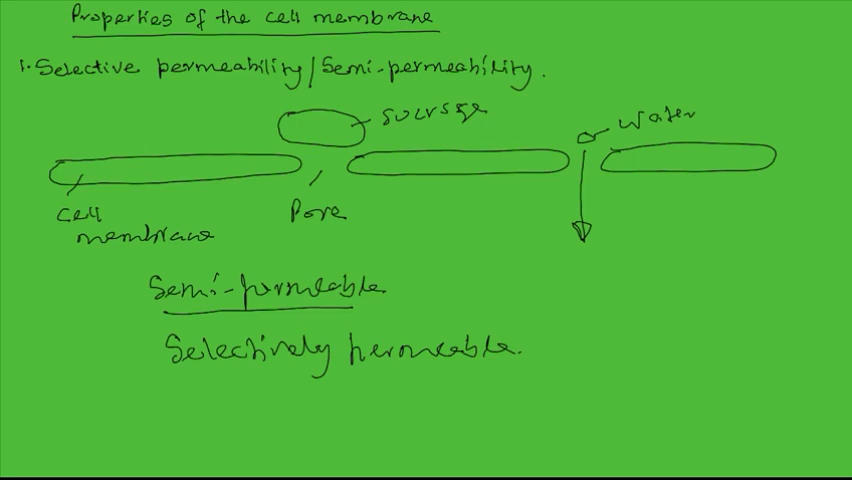 Properties of the cell membrane
1. Selective permeability/Semi-permeability.
sucrose
water
Cell
membrane
Pore
Semi-permeable
Selectively permeable.